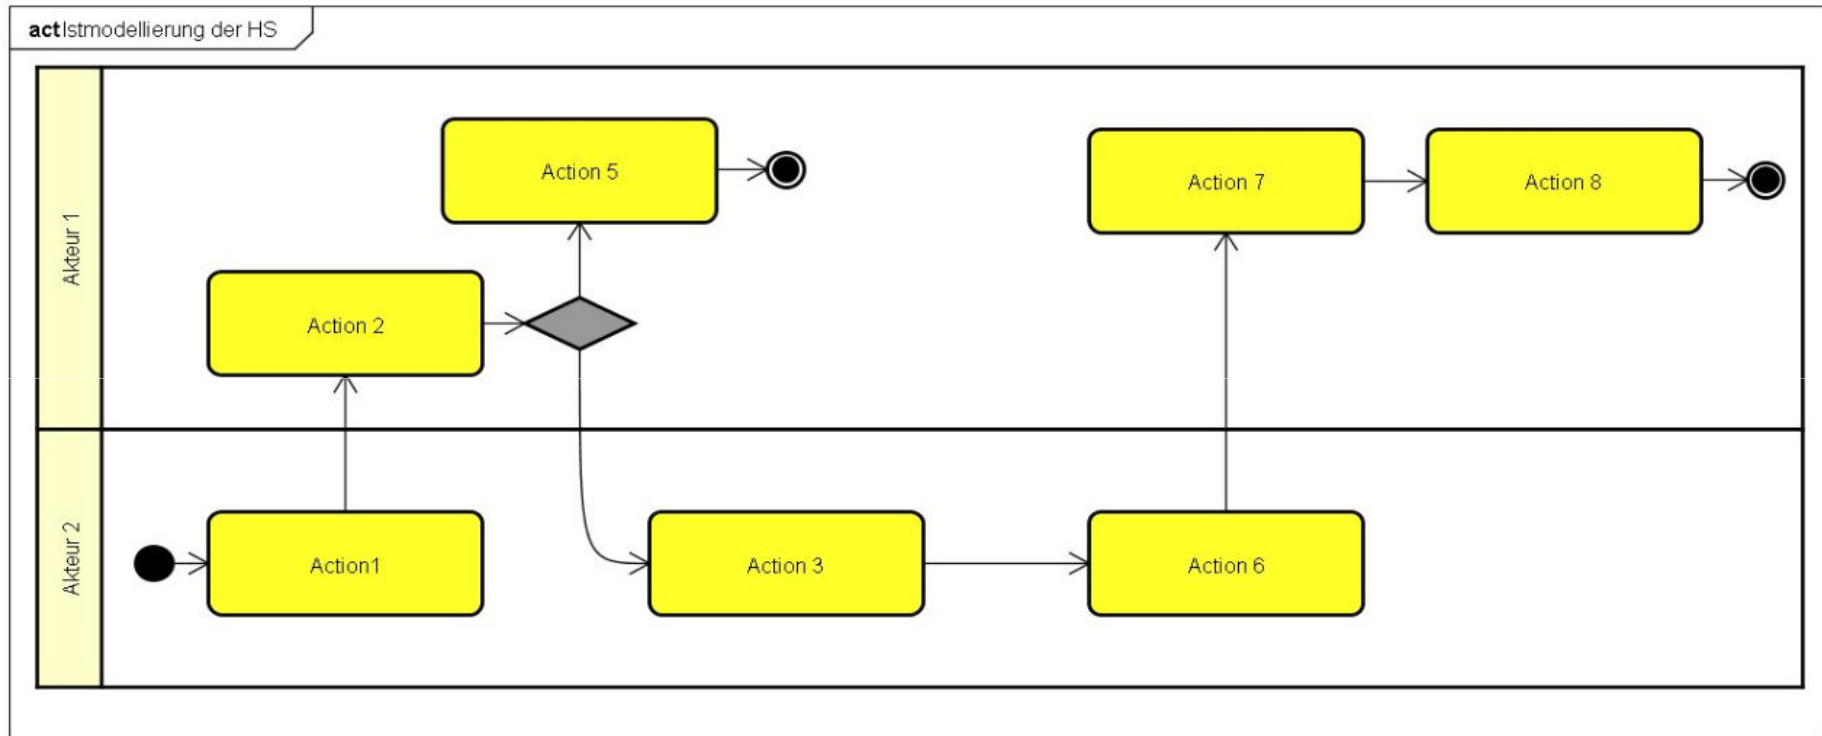 act Istmodellierung der HS
Akteur 1
Action 5
Action 7
Action 8
Action 2
Akteur 2
Action1
Action 3
Action 6